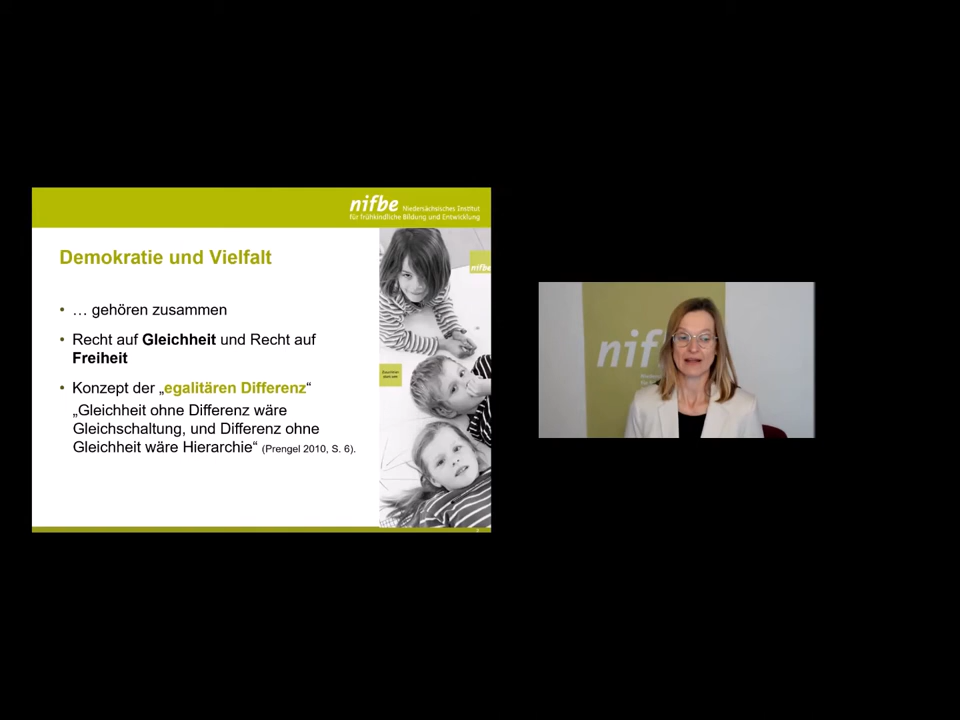 nifbe Niedersächsisches Institut
für frühkindliche Bildung und Entwicklung
Demokratie und Vielfalt
nifbe
• … gehören zusammen
• Recht auf Gleichheit und Recht auf
Freiheit
• Konzept der „egalitären Differenz“
„Gleichheit ohne Differenz wäre
Gleichschaltung, und Differenz ohne
Gleichheit wäre Hierarchie“ (Prengel 2010, S. 6).
nif